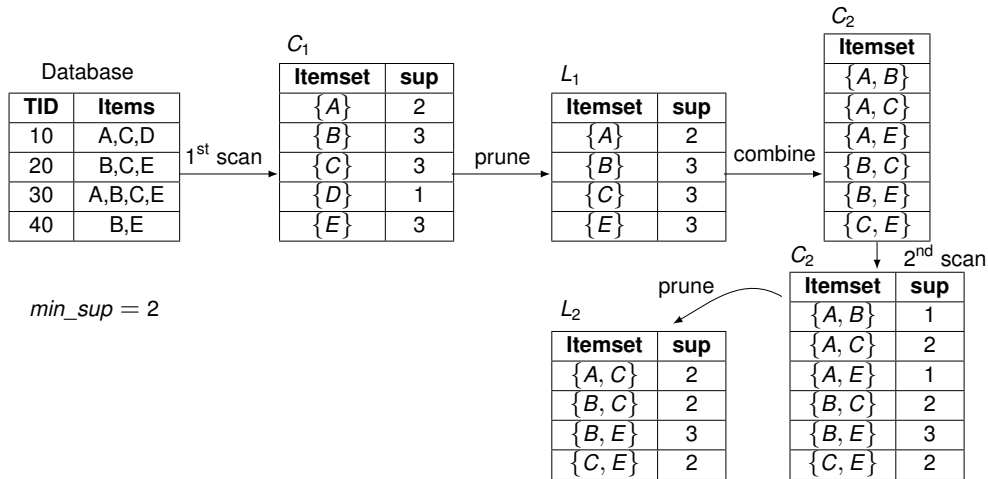 Database
TID Items
10 A,C,D
20 B,C,E
30 A,B,C,E
40 B,E
min_sup = 2
1st scan
C1
Itemset sup
{A} 2
{B} 3
{C} 3
{D} 1
{E} 3
prune
L1
Itemset sup
{A} 2
{B} 3
{C} 3
{E} 3
combine
C2
Itemset
{A, B}
{A, C}
{A, E}
{B, C}
{B, E}
{C, E}
2nd scan
C2
Itemset sup
{A, B} 1
{A, C} 2
{A, E} 1
{B, C} 2
{B, E} 3
{C, E} 2
prune
L2
Itemset sup
{A, C} 2
{B, C} 2
{B, E} 3
{C, E} 2